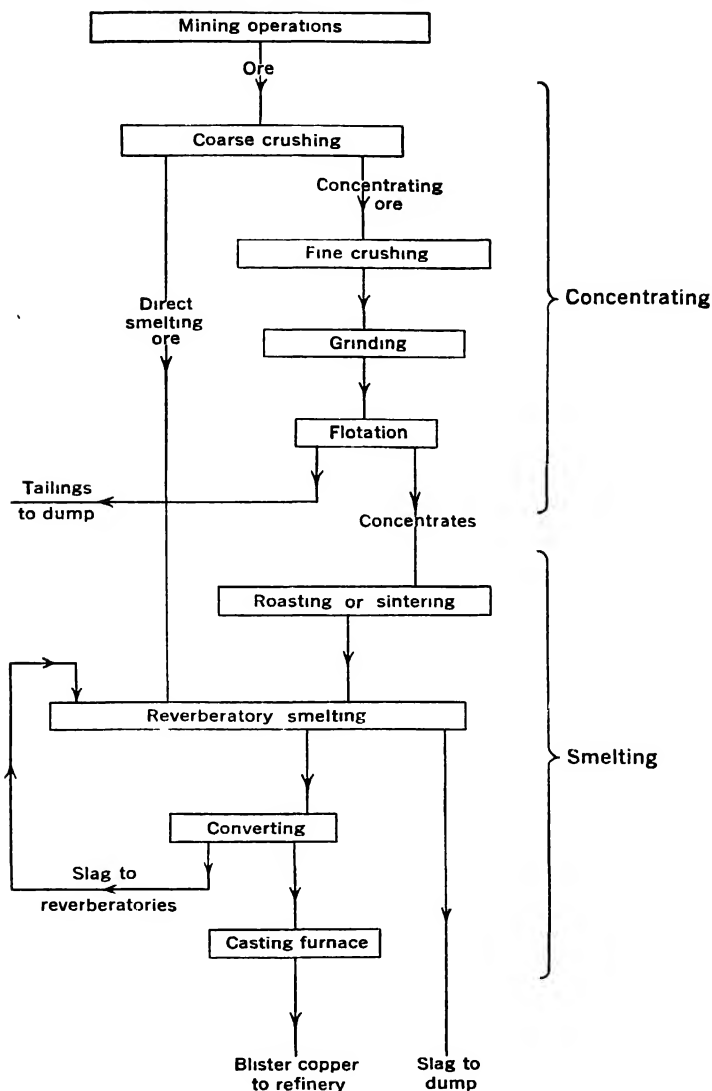 Mining operations
Ore
Coarse crushing
Concentrating
ore
Fine crushing
Direct
smelting
ore
Concentrating
Grinding
Flotation
Tailings
to dump
Concentrates
Roasting or sintering
Reverberatory smelting
Smelting
Converting
Slag to
reverberatories
Casting furnace
Blister copper
to refinery
Slag to
dump